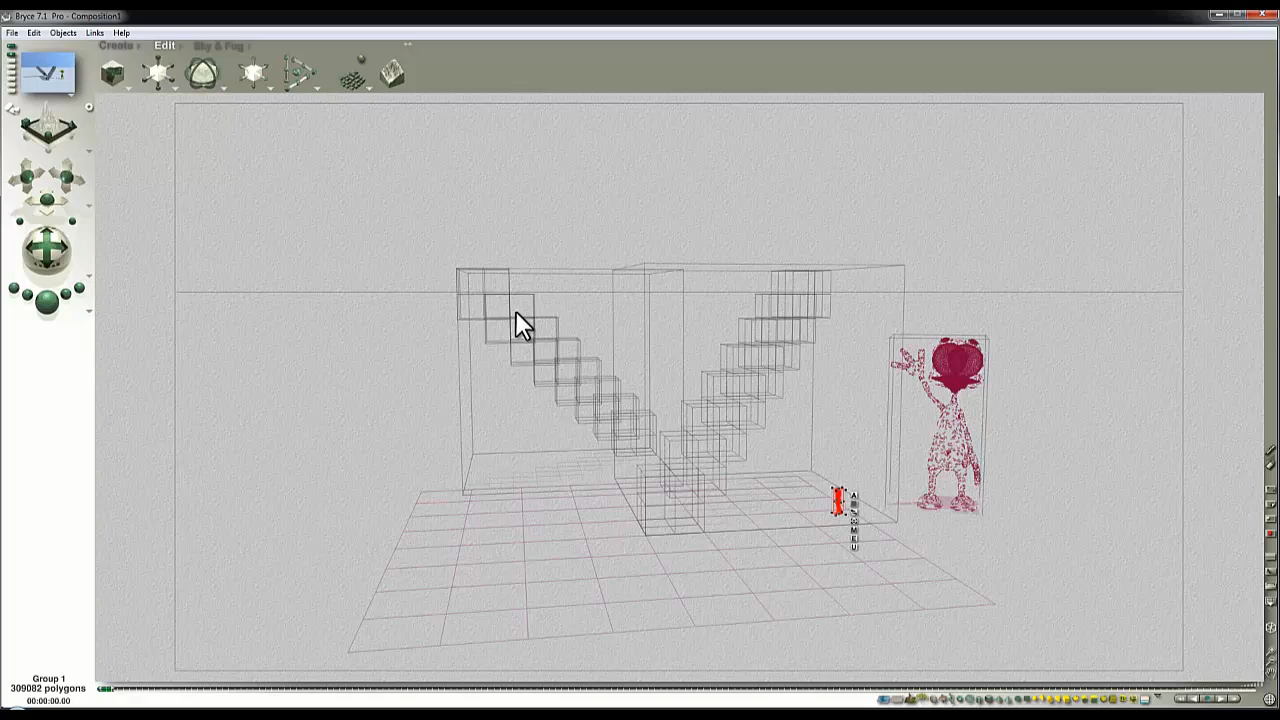 Bryce 7.1 Pro - Composition1
File Edit Objects Links Help
Create Edit Sky & Fog
A
M
U
Group 1
309082 polygons
00:00:00.00